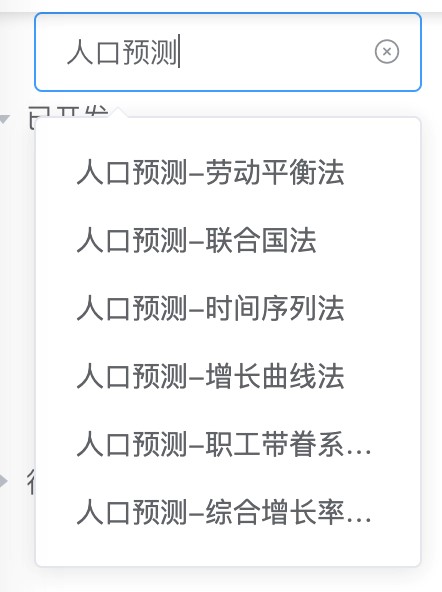 人口预测
已开发
人口预测–劳动平衡法
人口预测–联合国法
人口预测–时间序列法
人口预测–增长曲线法
人口预测–职工带眷系...
人口预测–综合增长率...